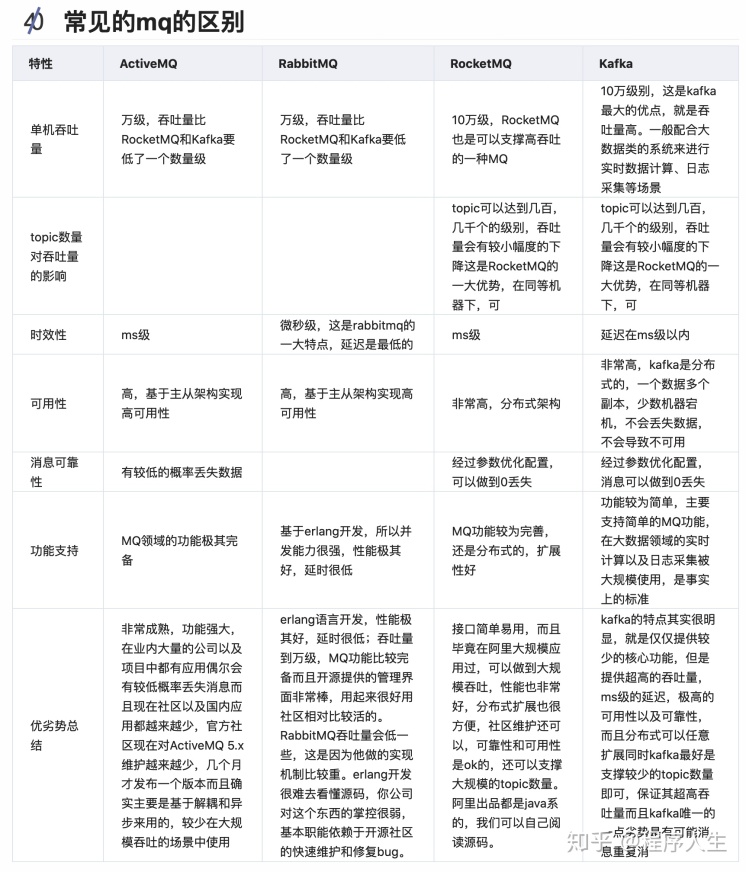 40 常见的mq的区别
特性
ActiveMQ
RabbitMQ
RocketMQ
Kafka
单机吞吐
量
万级，吞吐量比
RocketMQ和Kafka要
低了一个数量级
万级，吞吐量比
RocketMQ和Kafka要低
了一个数量级
10万级，RocketMQ
也是可以支撑高吞吐
的一种MQ
10万级别，这是kafka
最大的优点，就是吞
吐量高。一般配合大
数据类的系统来进行
实时数据计算、日志
采集等场景
topic数量
对吞吐量
的影响
topic可以达到几百，
几千个的级别，吞吐
量会有较小幅度的下
降这是RocketMQ的
一大优势，在同等机
器下，可
topic可以达到几百，
几千个的级别，吞吐
量会有较小幅度的下
降这是RocketMQ的一
大优势，在同等机器
下，可
时效性
ms级
微秒级，这是rabbitmq的
一大特点，延迟是最低的
ms级
延迟在ms级以内
可用性
高，基于主从架构实现
高可用性
高，基于主从架构实现高
可用性
非常高，分布式架构
非常高，kafka是分布
式的，一个数据多个
副本，少数机器宕
机，不会丢失数据，
不会导致不可用
消息可靠
性
有较低的概率丢失数据
经过参数优化配置，
可以做到0丢失
经过参数优化配置，
消息可以做到0丢失
功能支持
MQ领域的功能极其完
备
基于erlang开发，所以并
发能力很强，性能极其
好，延时很低
MQ功能较为完善，
还是分布式的，扩展
性好
功能较为简单，主要
支持简单的MQ功能，
在大数据领域的实时
计算以及日志采集被
大规模使用，是事实
上的标准
优劣势总
结
非常成熟，功能强大，
在业内大量的公司以及
项目中都有应用偶尔会
有较低概率丢失消息而
且现在社区以及国内应
用都越来越少，官方社
区现在对ActiveMQ 5.x
维护越来越少，几个月
才发布一个版本而且确
实主要是基于解耦和异
步来用的，较少在大规
模吞吐的场景中使用
erlang语言开发，性能极
其好，延时很低；吞吐量
到万级，MQ功能比较完
备而且开源提供的管理界
面非常棒，用起来很好用
社区相对比较活的。
RabbitMQ吞吐量会低一
些，这是因为他做的实现
机制比较重。erlang开发
很难去看懂源码，你公司
对这个东西的掌控很弱，
基本职能依赖于开源社区
的快速维护和修复bug。
接口简单易用，而且
毕竟在阿里大规模应
用过，可以做到大规
模吞吐，性能也非常
好，分布式扩展也很
方便，社区维护还可
以，可靠性和可用性
是ok的，还可以支撑
大规模的topic数量。
阿里出品都是java系
的，我们可以自己阅
读源码。
kafka的特点其实很明
显，就是仅仅提供较
少的核心功能，但是
提供超高的吞吐量，
ms级的延迟，极高的
可用性以及可靠性，
而且分布式可以任意
扩展同时kafka最好是
支撑较少的topic数量
即可，保证其超高吞
吐量而且kafka唯一的
一点劣势是有可能消
息重复消
知乎 @程序人生